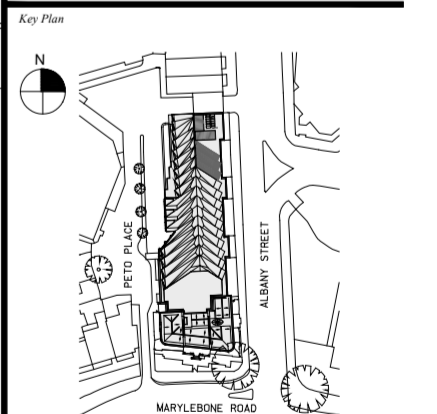 Key Plan
N
PETO PLACE
ALBANY STREET
MARYLEBONE ROAD